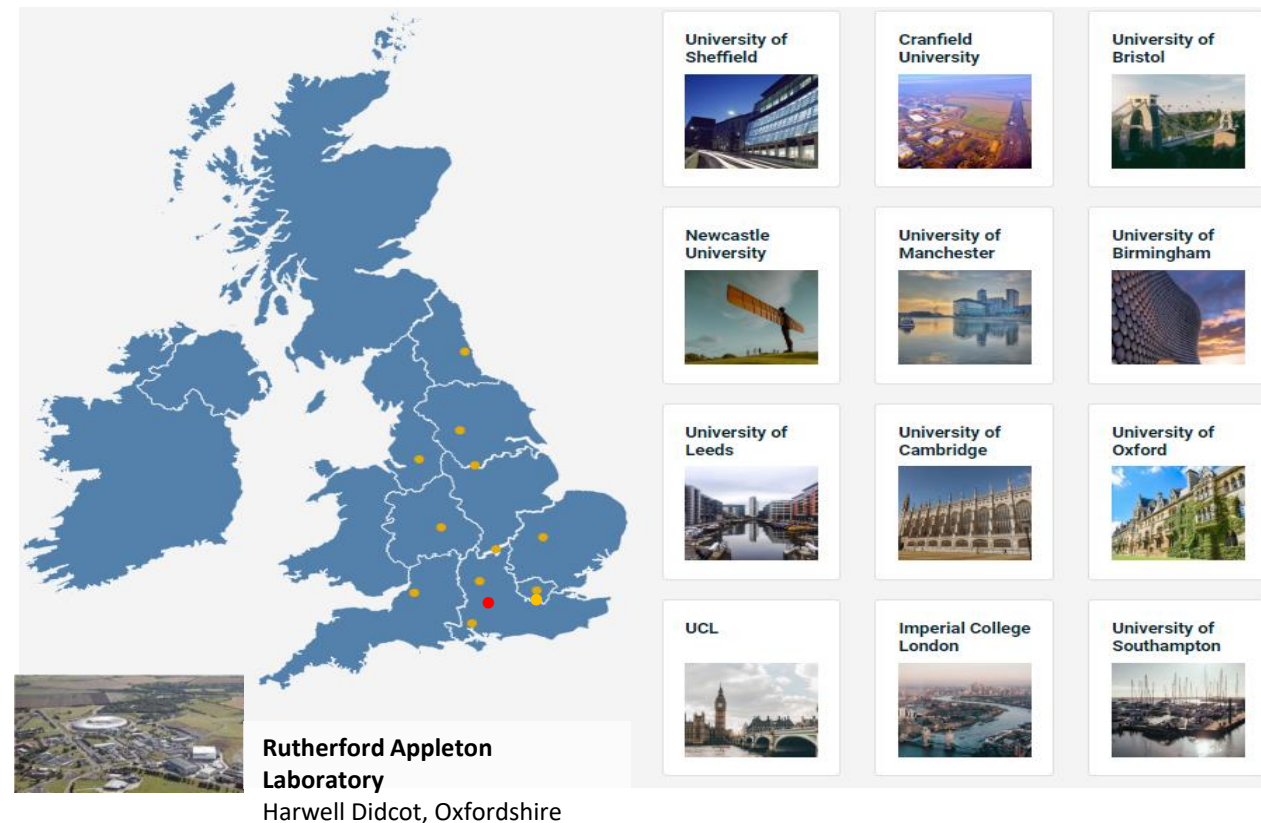 University of
Sheffield
Cranfield
University
University of
Bristol
Newcastle
University
University of
Manchester
University of
Birmingham
University of
Leeds
University of
Cambridge
University of
Oxford
UCL
Imperial College
London
University of
Southampton
Rutherford Appleton
Laboratory
Harwell Didcot, Oxfordshire